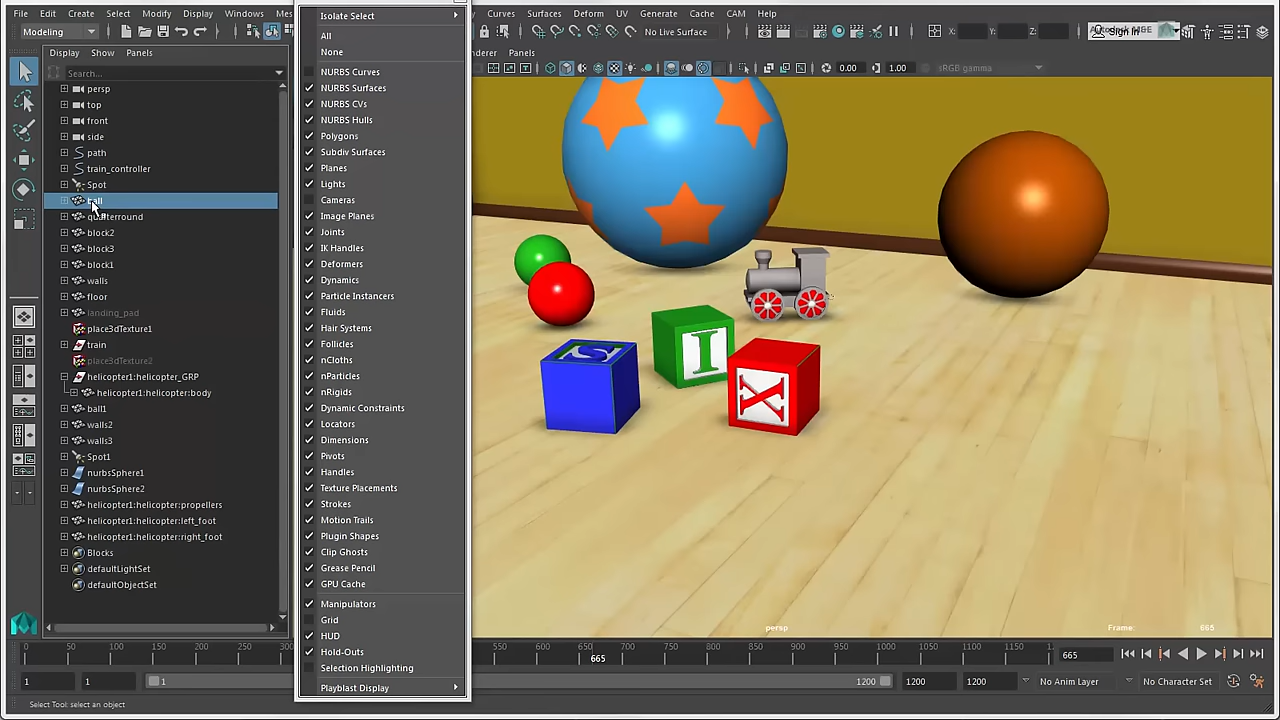 File Edit Create Select Modify Display Windows Mes
Curves Surfaces Deform UV Generate Cache CAM Help
Modeling
No Live Surface
X:
Y:
Z:
Sign In
Display Show Panels
derer Panels
Search...
0.00
1.00
sRGB gamma
persp
top
front
side
path
train_controller
Spot
ball
quarterround
block2
block3
block1
walls
floor
landing_pad
place3dTexture1
train
place3dTexture2
helicopter1:helicopter_GRP
helicopter1:helicopter:body
ball1
walls2
walls3
Spot1
nurbsSphere1
nurbsSphere2
helicopter1:helicopter:propellers
helicopter1:helicopter:left_foot
helicopter1:helicopter:right_foot
Blocks
defaultLightSet
defaultObjectSet
Isolate Select
All
None
NURBS Curves
NURBS Surfaces
NURBS CVs
NURBS Hulls
Polygons
Subdiv Surfaces
Planes
Lights
Cameras
Image Planes
Joints
IK Handles
Deformers
Dynamics
Particle Instancers
Fluids
Hair Systems
Follicles
nCloths
nParticles
nRigids
Dynamic Constraints
Locators
Dimensions
Pivots
Handles
Texture Placements
Strokes
Motion Trails
Plugin Shapes
Clip Ghosts
Grease Pencil
GPU Cache
Manipulators
Grid
HUD
Hold-Outs
Selection Highlighting
Playblast Display
S
I
X
persp
Frame: 665
0 50 100 150 200 250 300
550 600 650 700 750 800 850 900 950 1000 1050 1100 1150
665
665
1
1
1
1200
1200
1200
No Anim Layer
No Character Set
Select Tool: select an object